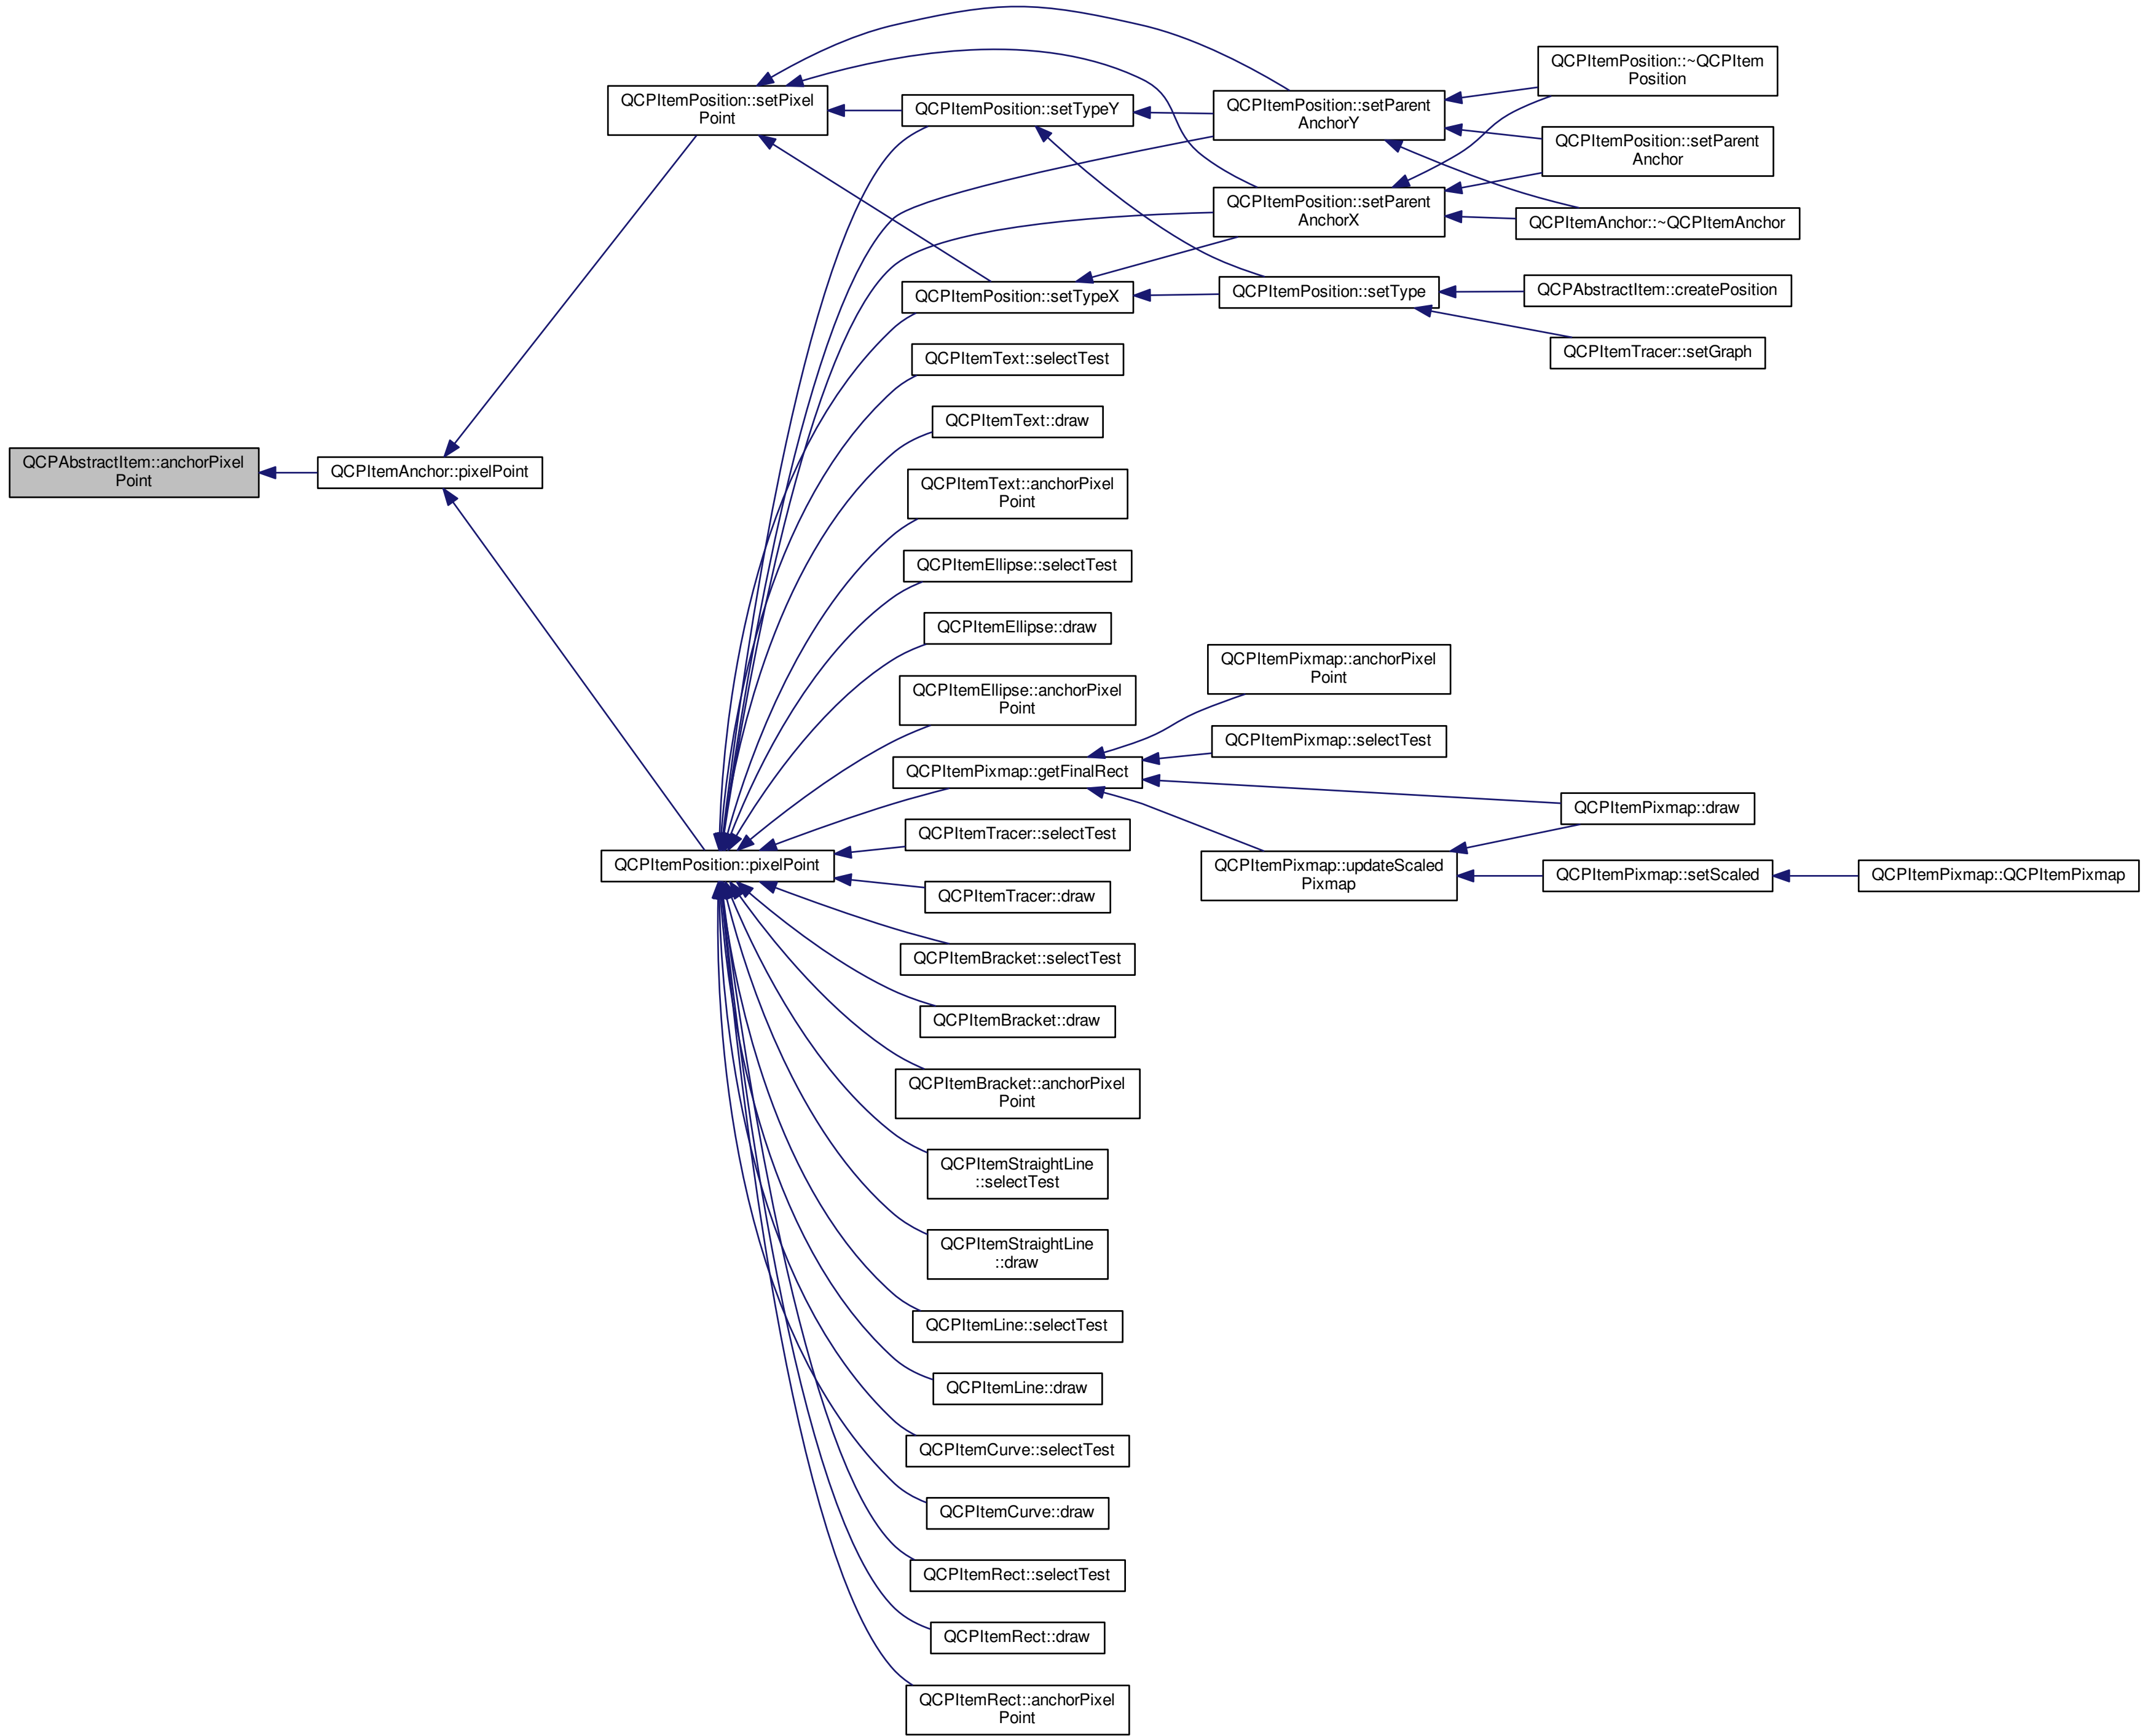 QCPAbstractItem::anchorPixel
Point
QCPItemAnchor::pixelPoint
QCPItemPosition::setPixel
Point
QCPItemPosition::pixelPoint
QCPItemPosition::setTypeY
QCPItemPosition::setTypeX
QCPItemText::selectTest
QCPItemText::draw
QCPItemText::anchorPixel
Point
QCPItemEllipse::selectTest
QCPItemEllipse::draw
QCPItemEllipse::anchorPixel
Point
QCPItemPixmap::getFinalRect
QCPItemTracer::selectTest
QCPItemTracer::draw
QCPItemBracket::selectTest
QCPItemBracket::draw
QCPItemBracket::anchorPixel
Point
QCPItemStraightLine
::selectTest
QCPItemStraightLine
::draw
QCPItemLine::selectTest
QCPItemLine::draw
QCPItemCurve::selectTest
QCPItemCurve::draw
QCPItemRect::selectTest
QCPItemRect::draw
QCPItemRect::anchorPixel
Point
QCPItemPosition::setParent
AnchorY
QCPItemPosition::setParent
AnchorX
QCPItemPosition::setType
QCPItemPixmap::anchorPixel
Point
QCPItemPixmap::selectTest
QCPItemPixmap::updateScaled
Pixmap
QCPItemPosition::~QCPItem
Position
QCPItemPosition::setParent
Anchor
QCPItemAnchor::~QCPItemAnchor
QCPAbstractItem::createPosition
QCPItemTracer::setGraph
QCPItemPixmap::draw
QCPItemPixmap::setScaled
QCPItemPixmap::QCPItemPixmap